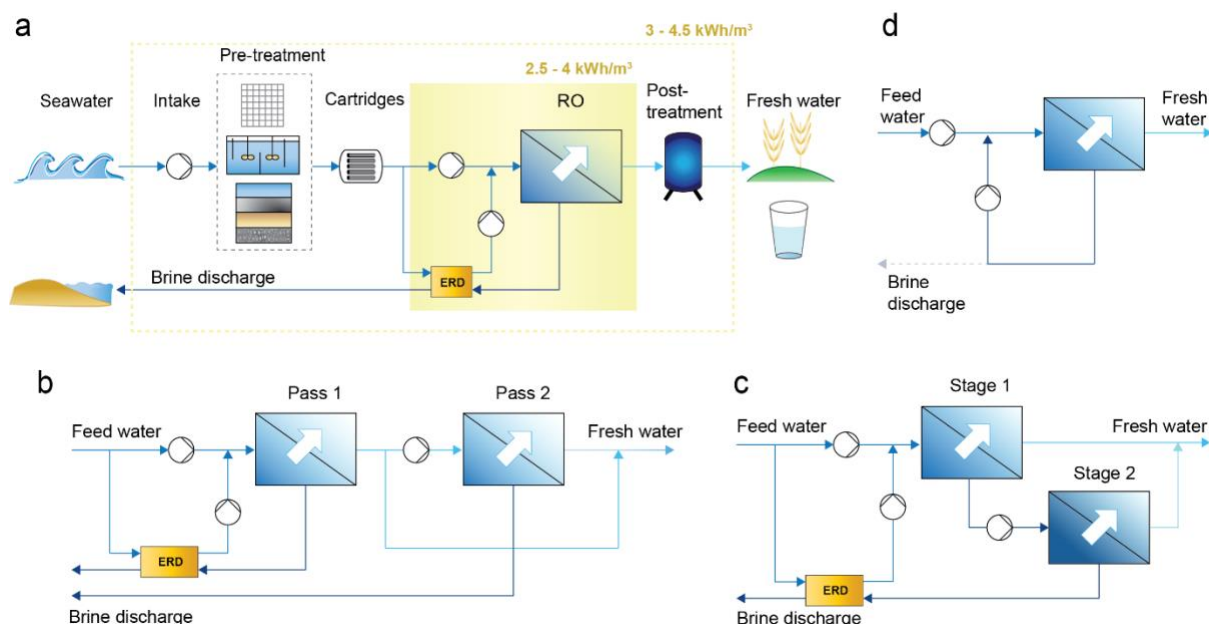 a
3 - 4.5 kWh/m³
Pre-treatment
2.5 - 4 kWh/m³
Seawater
Intake
Cartridges
RO
Post-
treatment
Fresh water
Brine discharge
ERD
d
Feed
water
Fresh
water
Brine
discharge
b
Pass 1
Pass 2
Feed water
Fresh water
ERD
Brine discharge
c
Stage 1
Feed water
Fresh water
Stage 2
ERD
Brine discharge